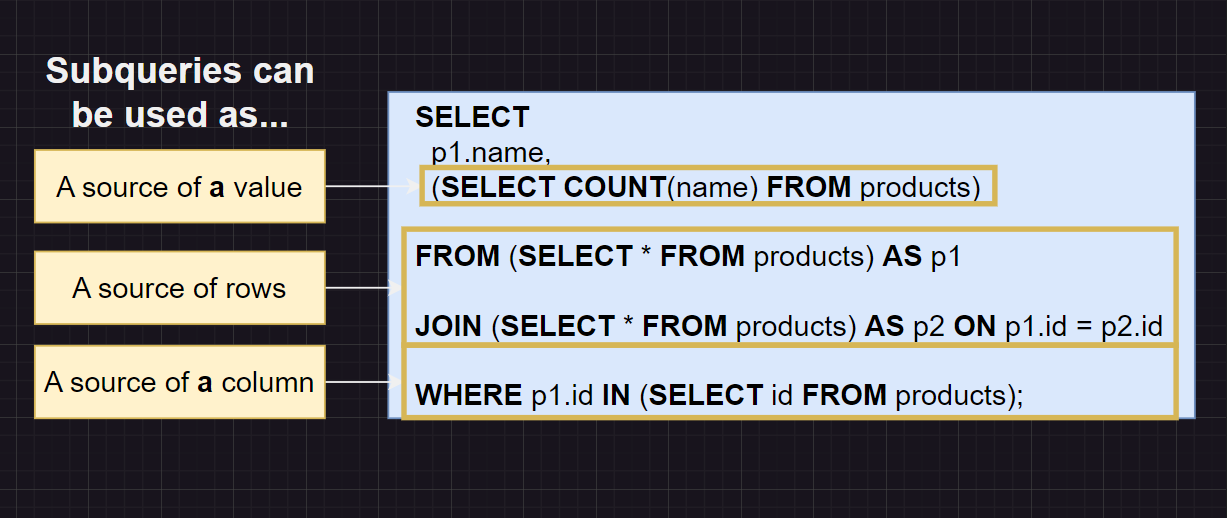 Subqueries can
be used as...
A source of a value
A source of rows
A source of a column
SELECT
p1.name,
(SELECT COUNT(name) FROM products)
FROM (SELECT * FROM products) AS p1
JOIN (SELECT * FROM products) AS p2 ON p1.id = p2.id
WHERE p1.id IN (SELECT id FROM products);